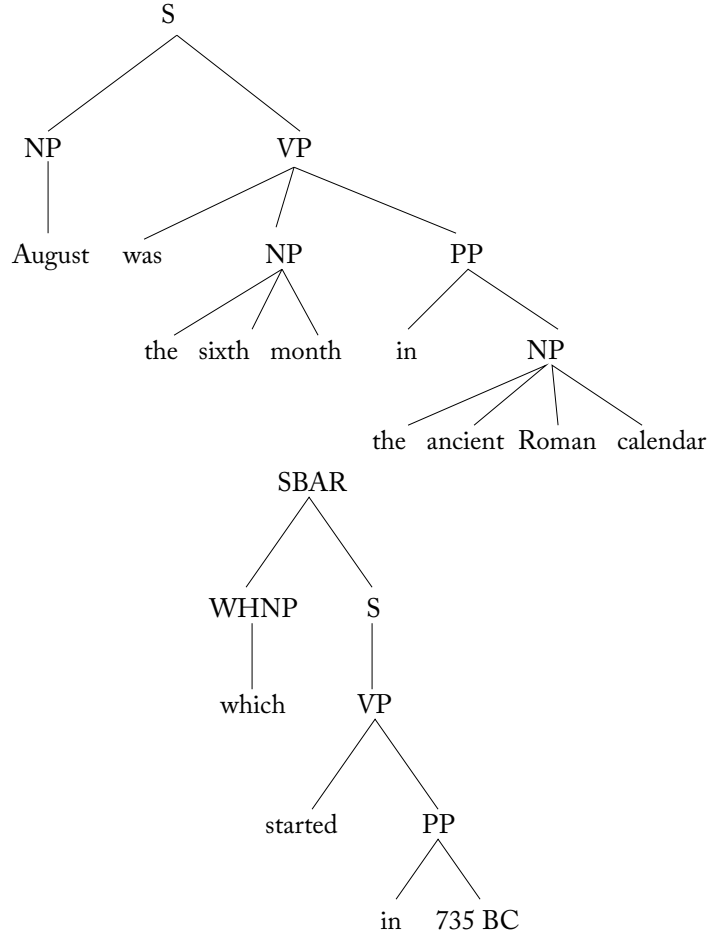 S
NP VP
August was NP PP
the sixth month in NP
the ancient Roman calendar
SBAR
WHNP S
which VP
started PP
in 735 BC